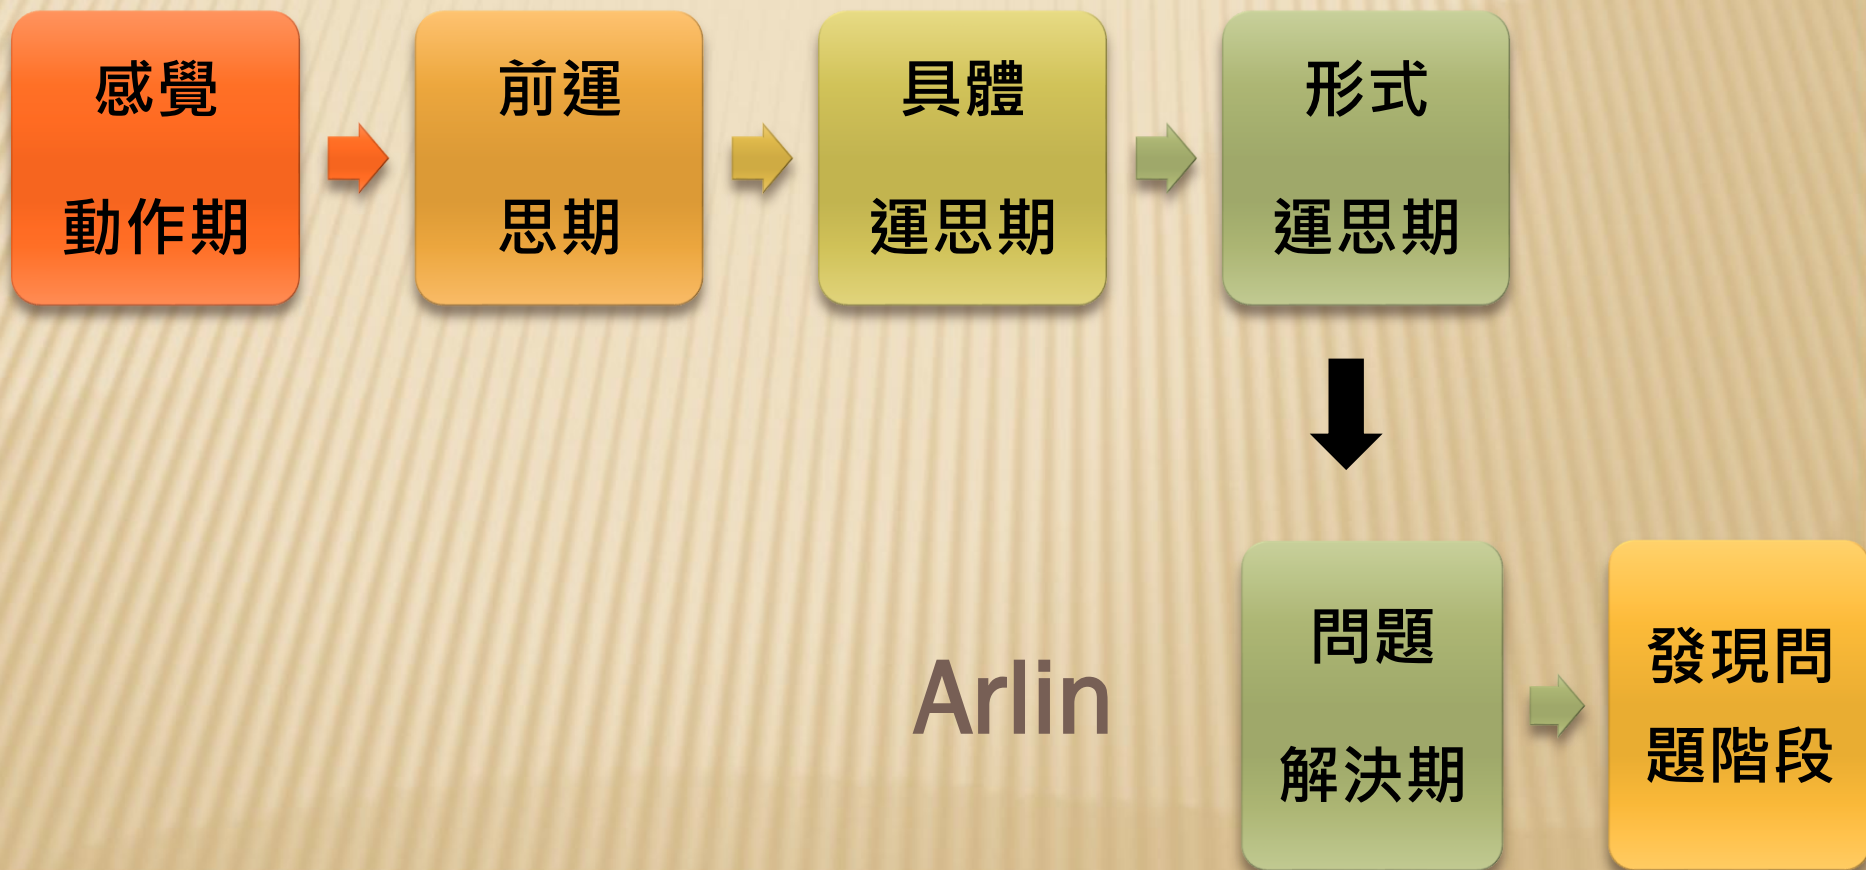 感覺
動作期
前運
思期
具體
運思期
形式
運思期
Arlin
問題
解決期
發現問
題階段